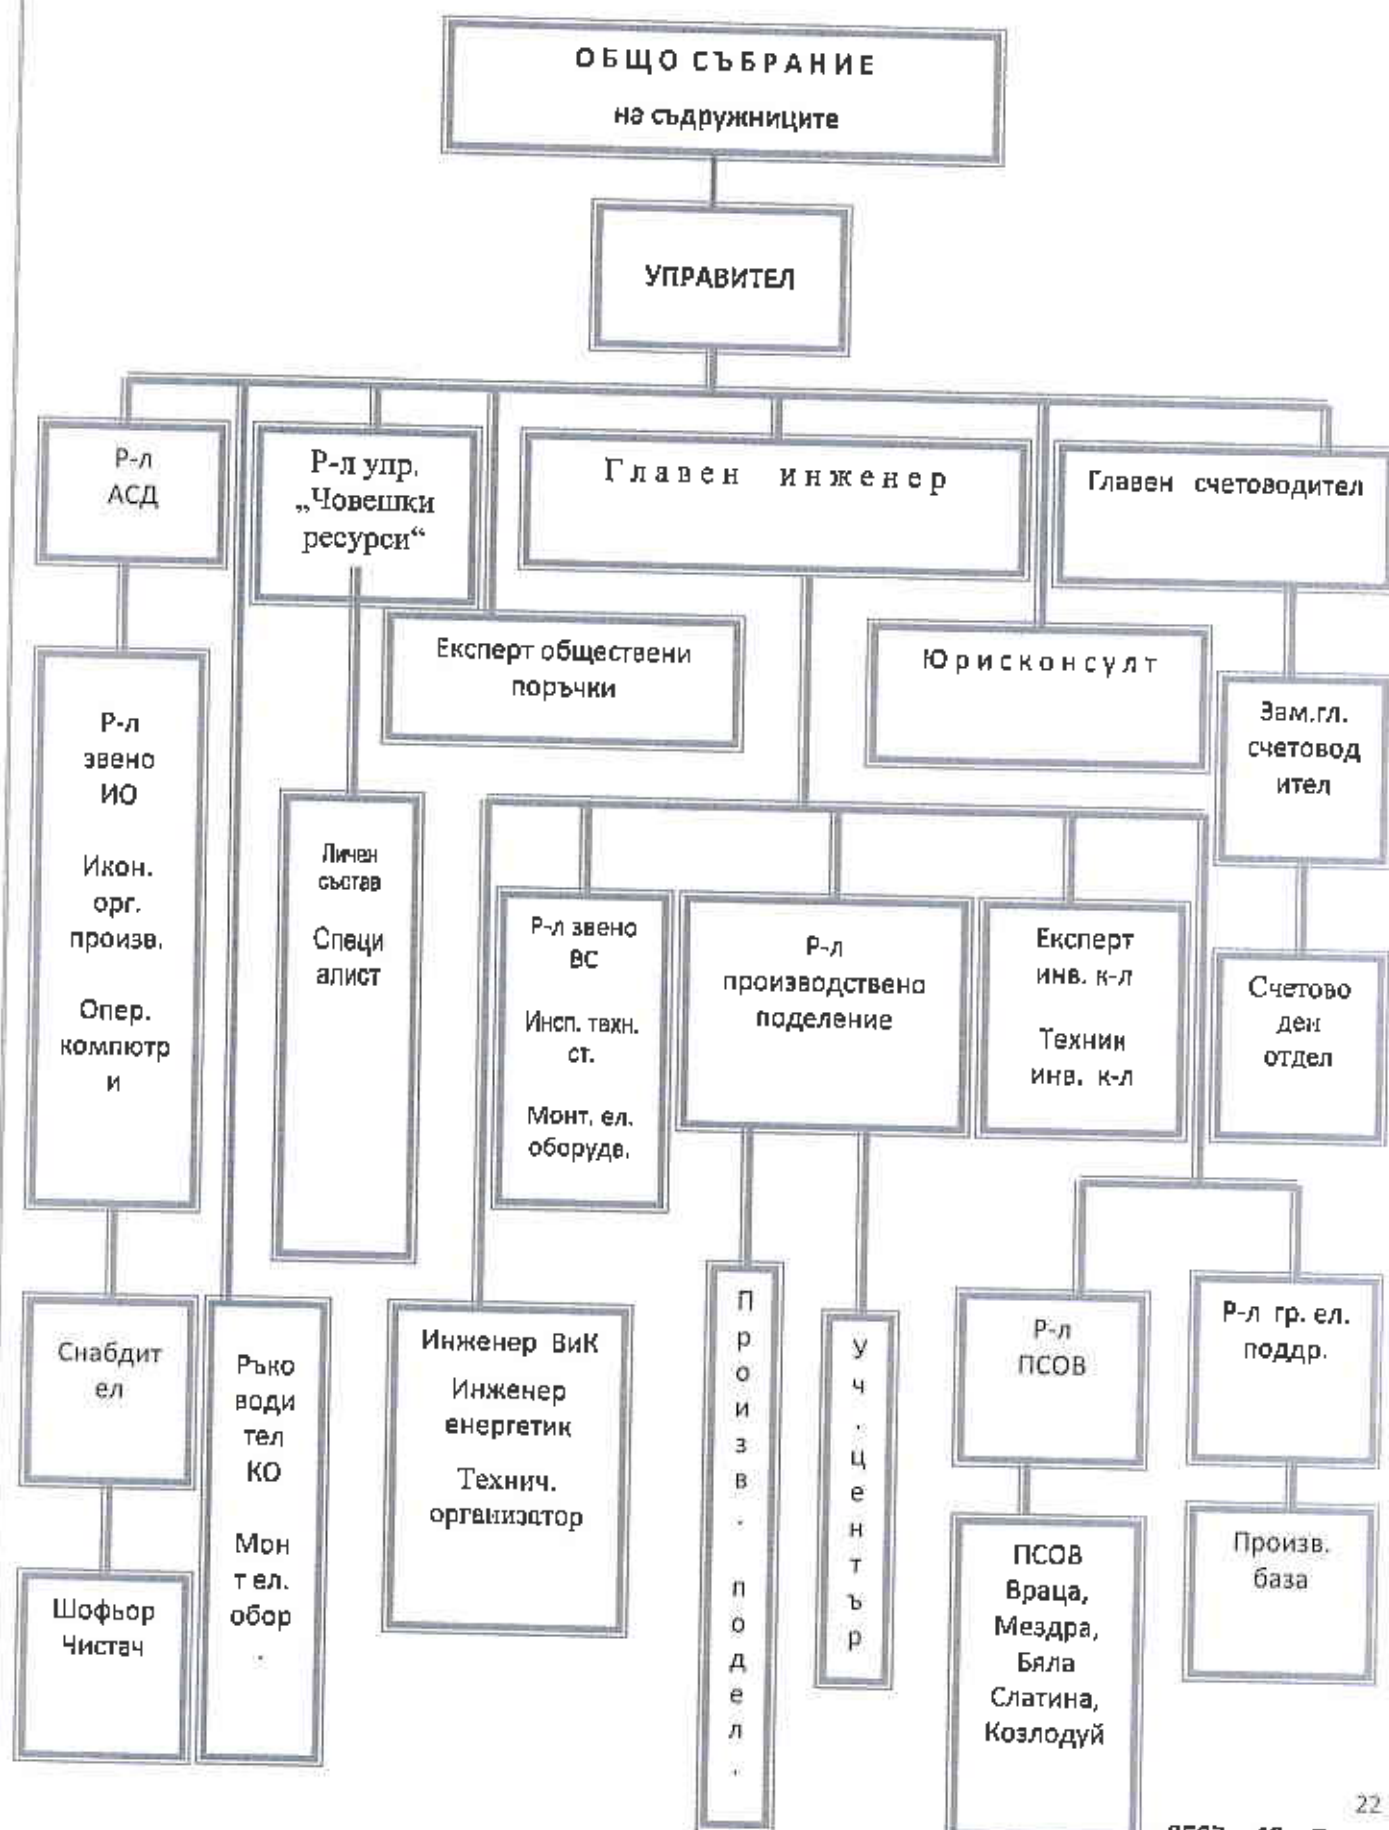 ОБЩО СЪБРАНИЕ
на съдружниците
УПРАВИТЕЛ
Р-л
АСД
Р-л упр.
„Човешки
ресурси“
Главен инженер
Главен счетоводител
Експерт обществени
поръчки
Юрисконсулт
Р-л
звено
ИО
Икон.
орг.
произв.
Опер.
компютр
и
Личен
състав
Специ
алист
Зам.гл.
счетовод
ител
Р-л звено
ВС
Инсп. техн.
ст.
Монт. ел.
оборудв.
Р-л
производствено
поделение
Експерт
инв. к-л
Техник
инв. к-л
Счетово
ден
отдел
Снабдит
ел
Ръко
води
тел
КО
Мон
т ел.
обор
.
Инженер ВиК
Инженер
енергетик
Технич.
организатор
П
р
о
и
з
в
.
п
о
д
е
л
.
У
ч
.
ц
е
н
т
ъ
р
Р-л
ПСОВ
Р-л гр. ел.
поддр.
Шофьор
Чистач
ПСОВ
Враца,
Мездра,
Бяла
Слатина,
Козлодуй
Произв.
база
22